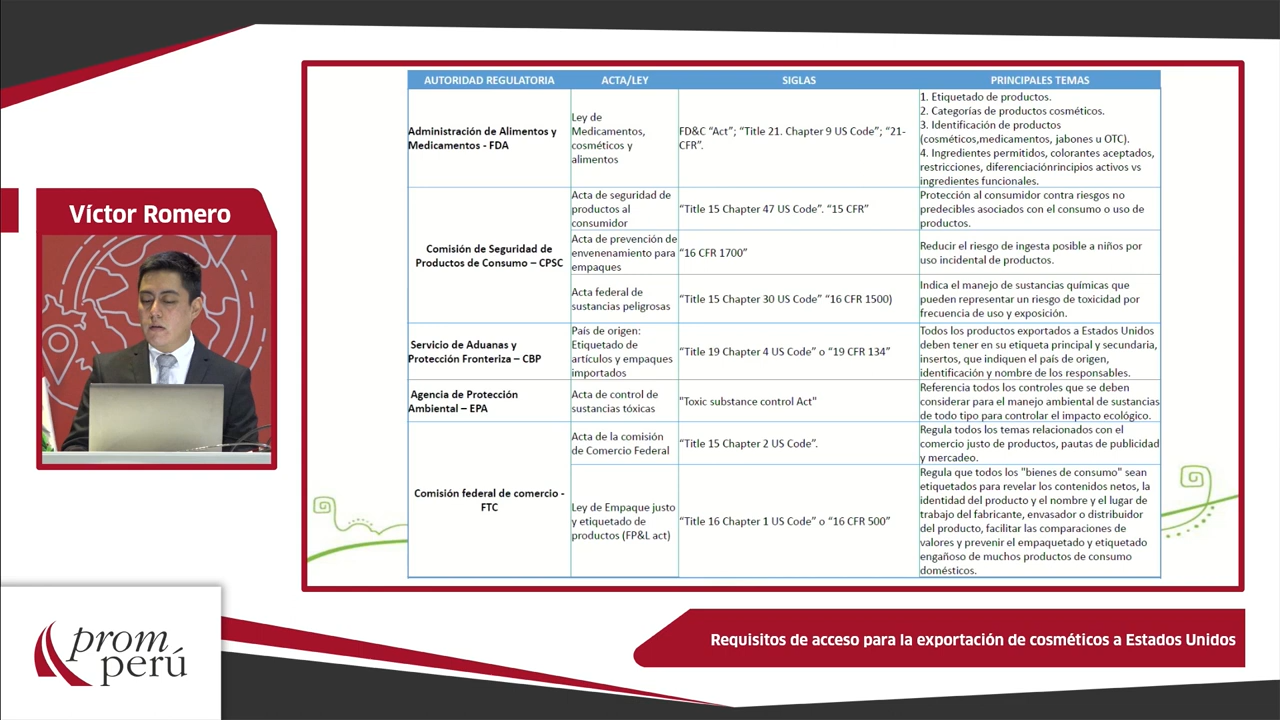 Víctor Romero
AUTORIDAD REGULATORIA
ACTA/LEY
SIGLAS
PRINCIPALES TEMAS
Administración de Alimentos y
Medicamentos - FDA
Ley de
Medicamentos,
cosméticos y
alimentos
FD&C “Act”; “Title 21. Chapter 9 US Code”; “21-
CFR”.
1. Etiquetado de productos.
2. Categorías de productos cosméticos.
3. Identificación de productos
(cosméticos,medicamentos, jabones u OTC).
4. Ingredientes permitidos, colorantes aceptados,
restricciones, diferenciaciónrincipios activos vs
ingredientes funcionales.
Comisión de Seguridad de
Productos de Consumo – CPSC
Acta de seguridad de
productos al
consumidor
“Title 15 Chapter 47 US Code”. “15 CFR”
Protección al consumidor contra riesgos no
predecibles asociados con el consumo o uso de
productos.
Acta de prevención de
envenenamiento para
empaques
“16 CFR 1700”
Reducir el riesgo de ingesta posible a niños por
uso incidental de productos.
Acta federal de
sustancias peligrosas
“Title 15 Chapter 30 US Code” “16 CFR 1500)
Indica el manejo de sustancias químicas que
pueden representar un riesgo de toxicidad por
frecuencia de uso y exposición.
Servicio de Aduanas y
Protección Fronteriza – CBP
País de origen:
Etiquetado de
artículos y empaques
importados
“Title 19 Chapter 4 US Code” o “19 CFR 134”
Todos los productos exportados a Estados Unidos
deben tener en su etiqueta principal y secundaria,
insertos, que indiquen el país de origen,
identificación y nombre de los responsables.
Agencia de Protección
Ambiental – EPA
Acta de control de
sustancias tóxicas
"Toxic substance control Act"
Referencia todos los controles que se deben
considerar para el manejo ambiental de sustancias
de todo tipo para controlar el impacto ecológico.
Comisión federal de comercio -
FTC
Acta de la comisión
de Comercio Federal
“Title 15 Chapter 2 US Code”.
Regula todos los temas relacionados con el
comercio justo de productos, pautas de publicidad
y mercadeo.
Ley de Empaque justo
y etiquetado de
productos (FP&L act)
“Title 16 Chapter 1 US Code” o “16 CFR 500”
Regula que todos los "bienes de consumo" sean
etiquetados para revelar los contenidos netos, la
identidad del producto y el nombre y el lugar de
trabajo del fabricante, envasador o distribuidor
del producto, facilitar las comparaciones de
valores y prevenir el empaquetado y etiquetado
engañoso de muchos productos de consumo
domésticos.
prom
perú
Requisitos de acceso para la exportación de cosméticos a Estados Unidos